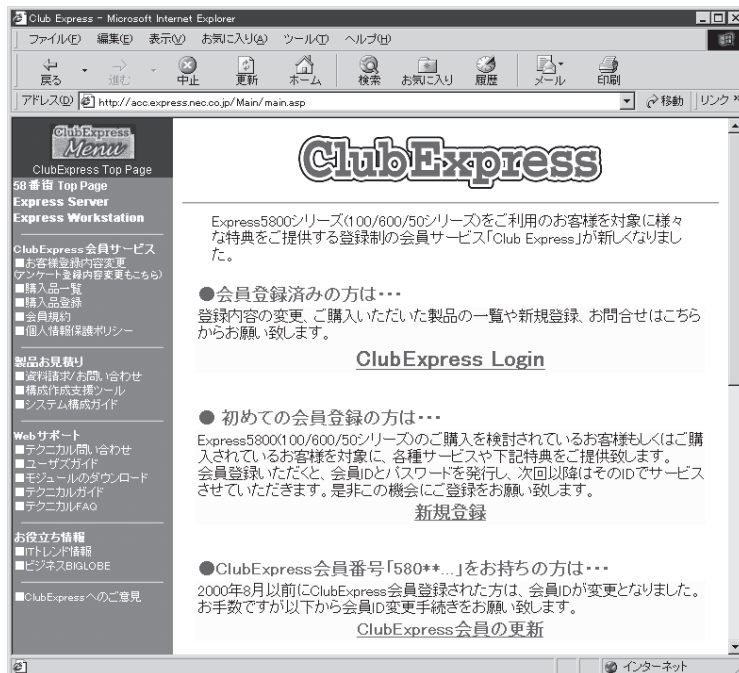 Club Express - Microsoft Internet Explorer
ファイル(F) 編集(E) 表示(V) お気に入り(A) ツール(T) ヘルプ(H)
戻る 進む 中止 更新 ホーム 検索 お気に入り 履歴 メール 印刷
アドレス(D) http://acc.express.nec.co.jp/Main/main.asp 移動 リンク »
ClubExpress
Menu
ClubExpress Top Page
58番街 Top Page
Express Server
Express Workstation
ClubExpress会員サービス
■お客様登録内容変更
(アンケート登録内容変更もこちら)
■購入品一覧
■購入品登録
■会員規約
■個人情報保護ポリシー
製品お見積り
■資料請求/お問い合わせ
■構成作成支援ツール
■システム構成ガイド
Webサポート
■テクニカル問い合わせ
■ユーザズガイド
■モジュールのダウンロード
■テクニカルガイド
■テクニカルFAQ
お役立ち情報
■ITトレンド情報
■ビジネスBIGLOBE
■ClubExpressへのご意見
ClubExpress
Express5800シリーズ(100/600/50シリーズ)をご利用のお客様を対象に様々
な特典をご提供する登録制の会員サービス「Club Express」が新しくなりまし
た。
●会員登録済みの方は･･･
登録内容の変更、ご購入いただいた製品の一覧や新規登録、お問合せはこちら
からお願い致します。
ClubExpress Login
● 初めての会員登録の方は･･･
Express5800(100/600/50シリーズ)のご購入を検討されているお客様もしくはご購
入されているお客様を対象に、各種サービスや下記特典をご提供致します。
会員登録いただくと、会員IDとパスワードを発行し、次回以降はそのIDでサービス
させていただきます。是非この機会にご登録をお願い致します。
新規登録
●ClubExpress会員番号「580**...」をお持ちの方は･･･
2000年8月以前にClubExpress会員登録された方は、会員IDが変更となりました。
お手数ですが以下から会員ID変更手続きをお願い致します。
ClubExpress会員の更新
インターネット